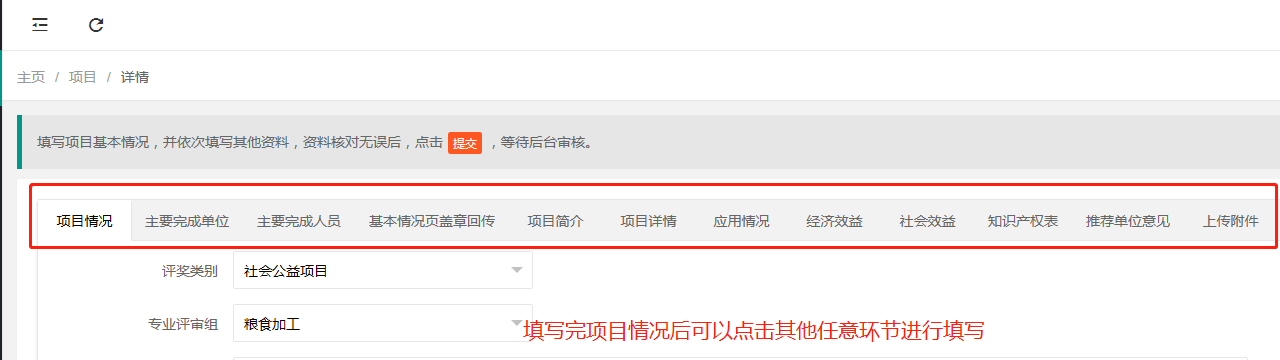 主页 / 项目 / 详情
填写项目基本情况，并依次填写其他资料，资料核对无误后，点击 提交 ，等待后台审核。
项目情况 主要完成单位 主要完成人员 基本情况页盖章回传 项目简介 项目详情 应用情况 经济效益 社会效益 知识产权表 推荐单位意见 上传附件
评奖类别 社会公益项目
专业评审组 粮食加工
填写完项目情况后可以点击其他任意环节进行填写